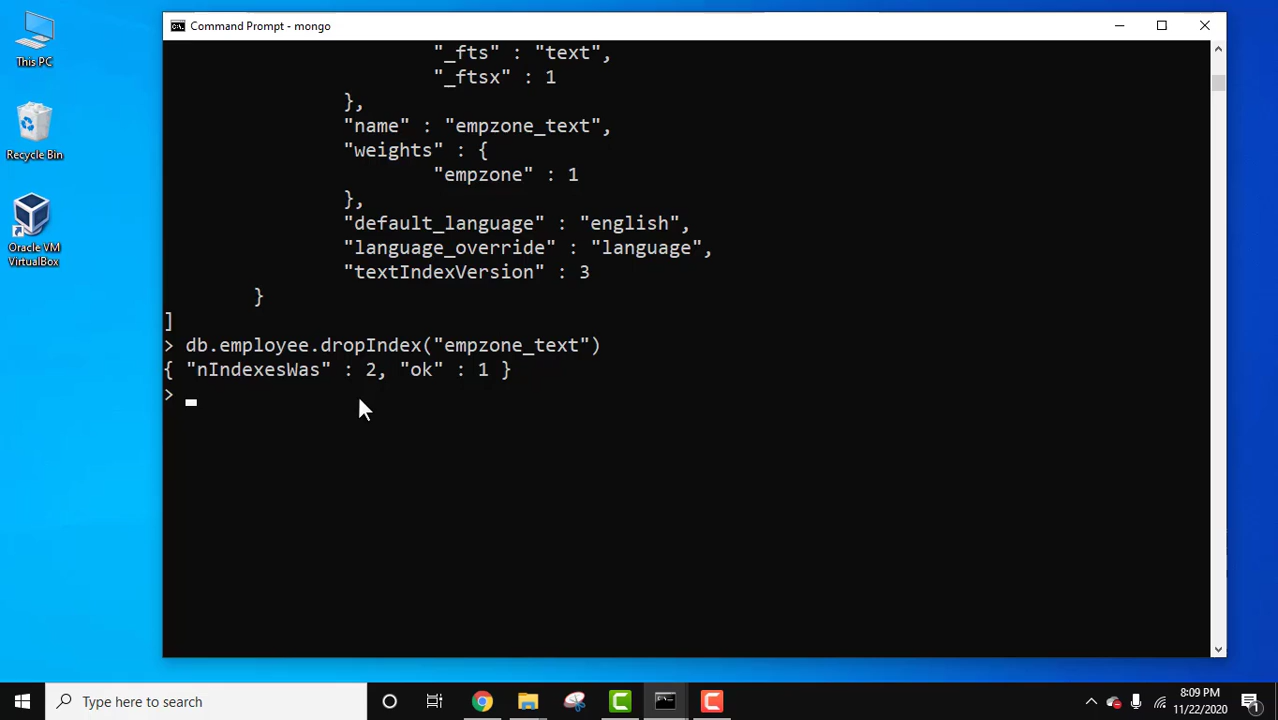 This PC
Recycle Bin
Oracle VM
VirtualBox
Command Prompt - mongo
"_fts" : "text",
"_ftsx" : 1
},
"name" : "empzone_text",
"weights" : {
"empzone" : 1
},
"default_language" : "english",
"language_override" : "language",
"textIndexVersion" : 3
}
]
> db.employee.dropIndex("empzone_text")
{ "nIndexesWas" : 2, "ok" : 1 }
>
Type here to search
8:09 PM
11/22/2020